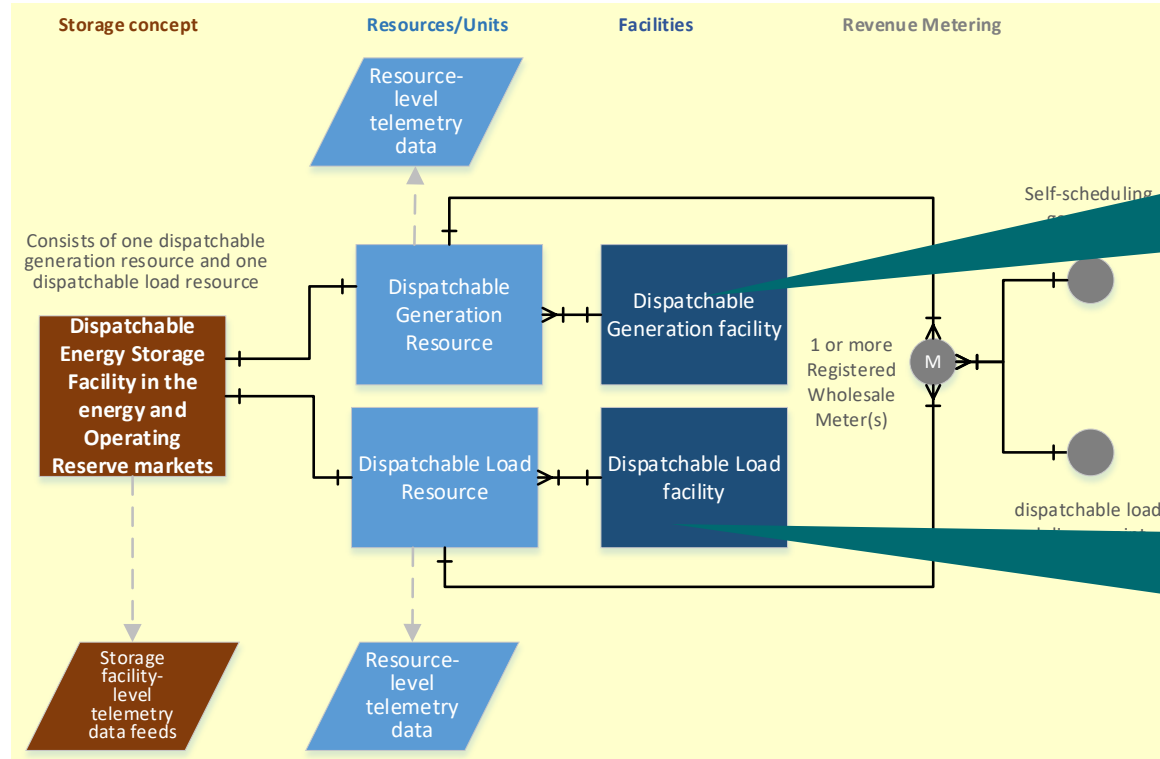 Storage concept
Resources/Units
Facilities
Revenue Metering
Resource-
level
telemetry
data
Self-scheduling
Consists of one dispatchable
generation resource and one
dispatchable load resource
Dispatchable
Energy Storage
Facility in the
energy and
Operating
Reserve markets
Dispatchable
Generation
Resource
Dispatchable
Generation facility
1 or more
Registered
Wholesale
Meter(s)
M
Dispatchable Load
Resource
Dispatchable Load
facility
dispatchable load
Storage
facility-
level
telemetry
data feeds
Resource-
level
telemetry
data